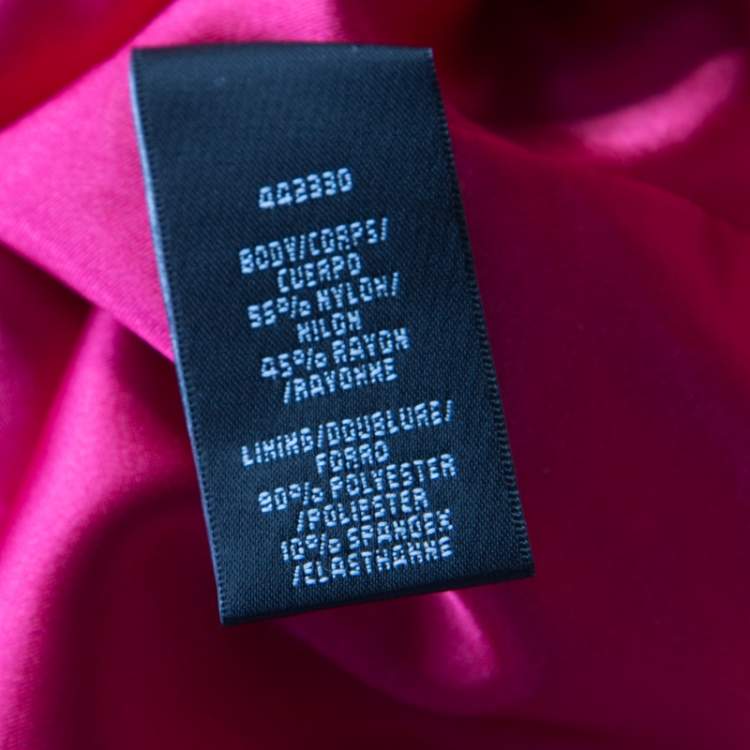 442330
BODY/CORPS/
CUERPO
55% NYLON/
NILON
45% RAYON
/RAYONNE
LINING/DOUBLURE/
FORRO
90% POLYESTER
/POLIESTER
10% SPANDEX
/ELASTHANNE